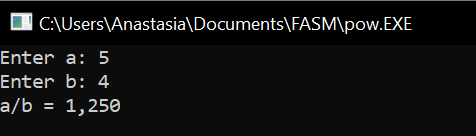 C:\Users\Anastasia\Documents\FASM\pow.EXE
Enter a: 5
Enter b: 4
a/b = 1,250